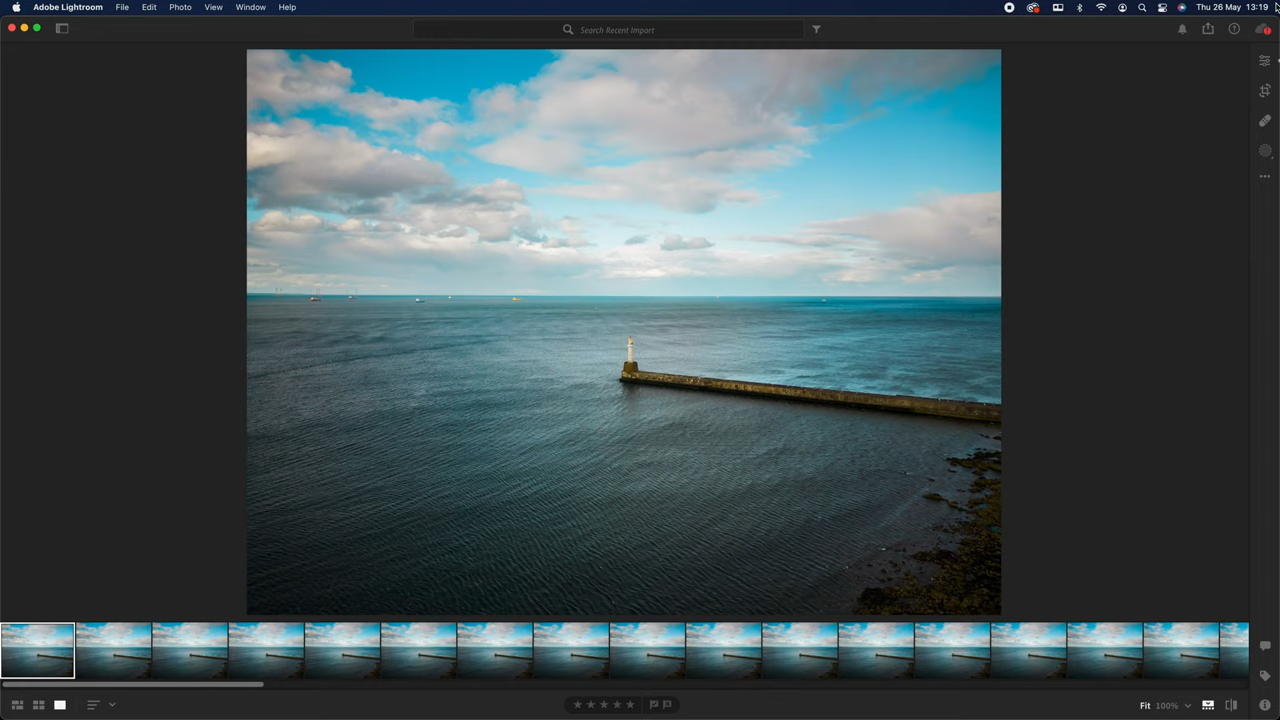 Adobe Lightroom File Edit Photo View Window Help Thu 26 May 13:19
Search Recent Import
Fit 100%